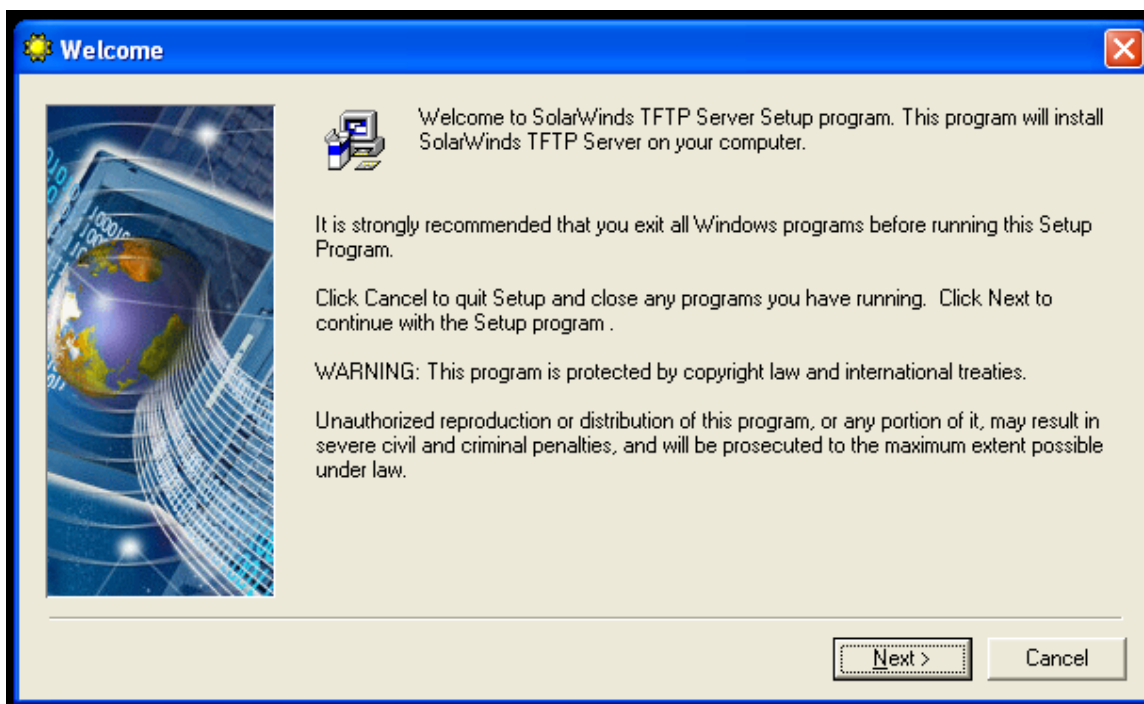 Welcome
Welcome to SolarWinds TFTP Server Setup program. This program will install
SolarWinds TFTP Server on your computer.
It is strongly recommended that you exit all Windows programs before running this Setup
Program.
Click Cancel to quit Setup and close any programs you have running.  Click Next to
continue with the Setup program .
WARNING: This program is protected by copyright law and international treaties.
Unauthorized reproduction or distribution of this program, or any portion of it, may result in
severe civil and criminal penalties, and will be prosecuted to the maximum extent possible
under law.
Next >
Cancel